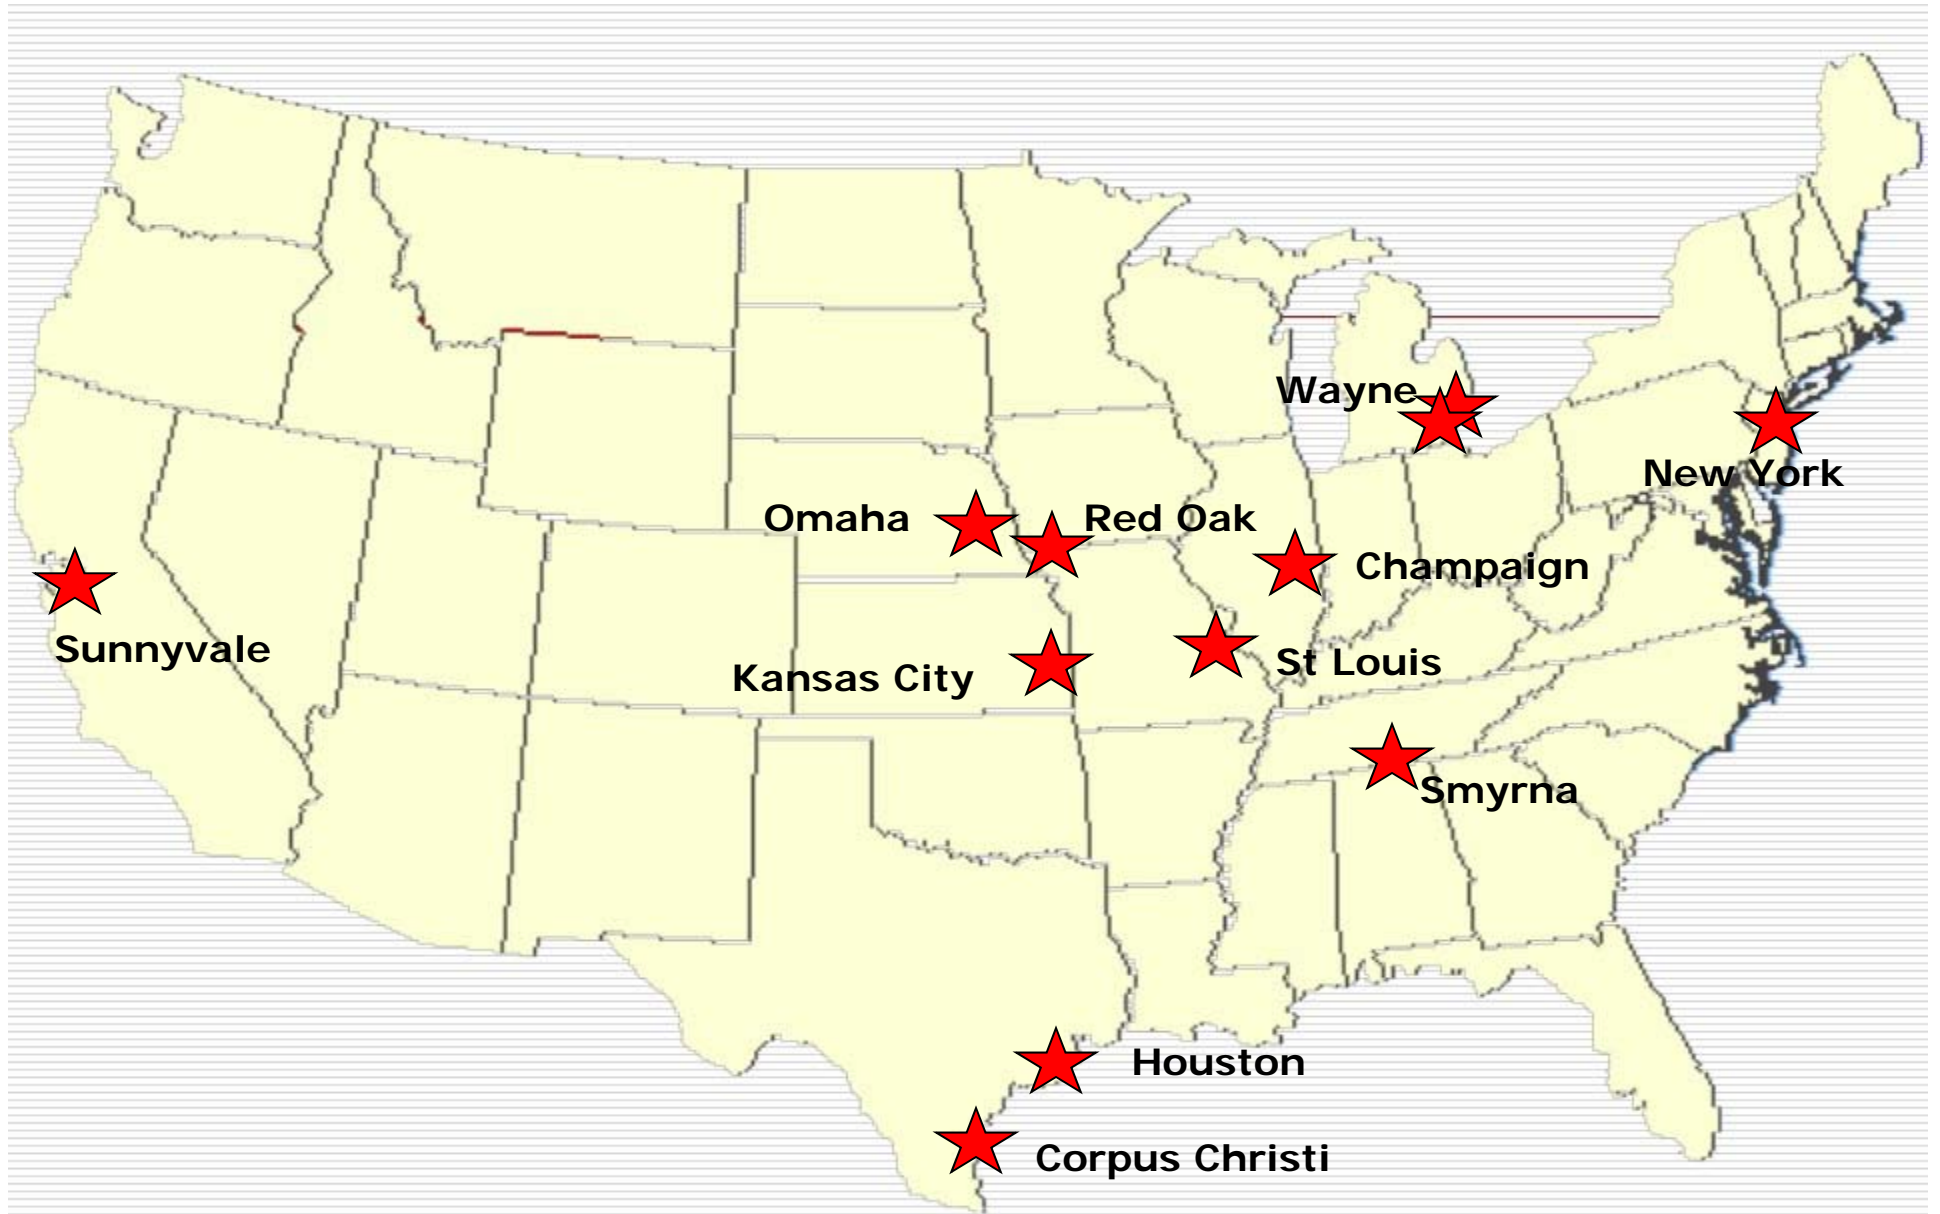 Wayne
New York
Omaha
Red Oak
Champaign
Sunnyvale
Kansas City
St Louis
Smyrna
Houston
Corpus Christi